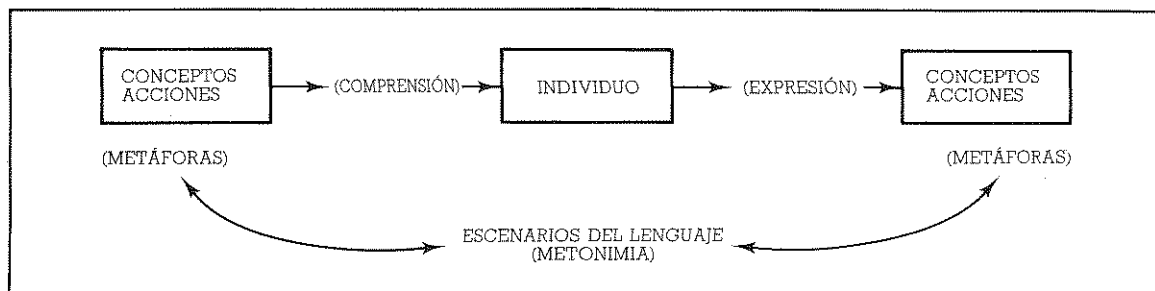 CONCEPTOS
ACCIONES
(COMPRENSIÓN)
INDIVIDUO
(EXPRESIÓN)
CONCEPTOS
ACCIONES
(METÁFORAS)
(METÁFORAS)
ESCENARIOS DEL LENGUAJE
(METONIMIA)